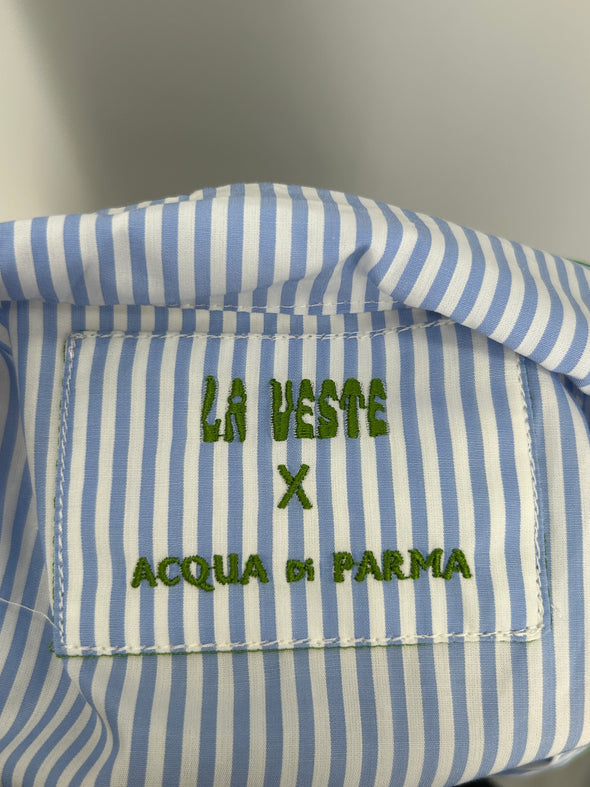 LA VESTE
X
ACQUA Di PARMA